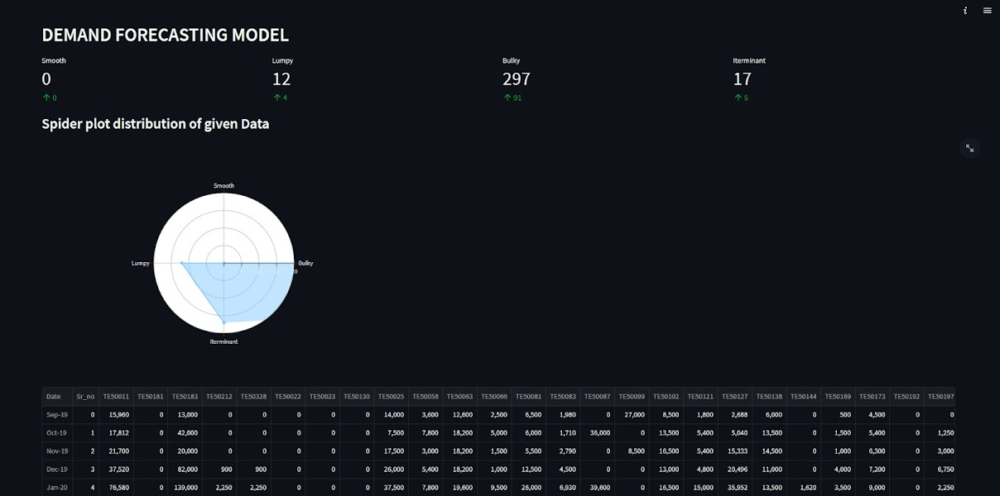 i
DEMAND FORECASTING MODEL
Smooth Lumpy Bulky Iterminant
0 12 297 17
↑ 0 ↑ 4 ↑ 91 ↑ 5
Spider plot distribution of given Data
Smooth
Lumpy Bulky
20
Iterminant
Date Sr_no TE50011 TE50181 TE50183 TE50212 TE50328 TE50022 TE50023 TE50130 TE50025 TE50058 TE50063 TE50066 TE50081 TE50083 TE50087 TE50099 TE50102 TE50121 TE50127 TE50138 TE50144 TE50169 TE50173 TE50192 TE50197
Sep-19 0 15,960 0 13,000 0 0 0 0 0 14,000 3,600 12,600 2,500 6,500 1,980 0 27,000 8,500 1,800 2,688 6,000 0 500 4,500 0 0
Oct-19 1 17,812 0 42,000 0 0 0 0 0 7,500 7,800 18,200 5,000 6,000 1,710 36,000 0 13,500 5,400 5,040 13,500 0 1,500 5,400 0 1,250
Nov-19 2 21,700 0 20,000 0 0 0 0 0 17,500 3,000 18,200 1,500 5,500 2,790 0 8,500 16,500 5,400 15,333 14,500 0 1,000 6,300 0 3,000
Dec-19 3 37,520 0 82,000 900 900 0 0 0 26,000 5,400 18,200 1,000 12,500 4,500 0 0 13,000 4,800 20,496 11,000 0 4,000 7,200 0 6,750
Jan-20 4 76,580 0 139,000 2,250 2,250 0 0 0 37,500 7,800 19,600 9,500 26,000 6,930 39,600 0 16,500 15,000 35,952 13,500 1,620 3,500 9,000 0 2,250